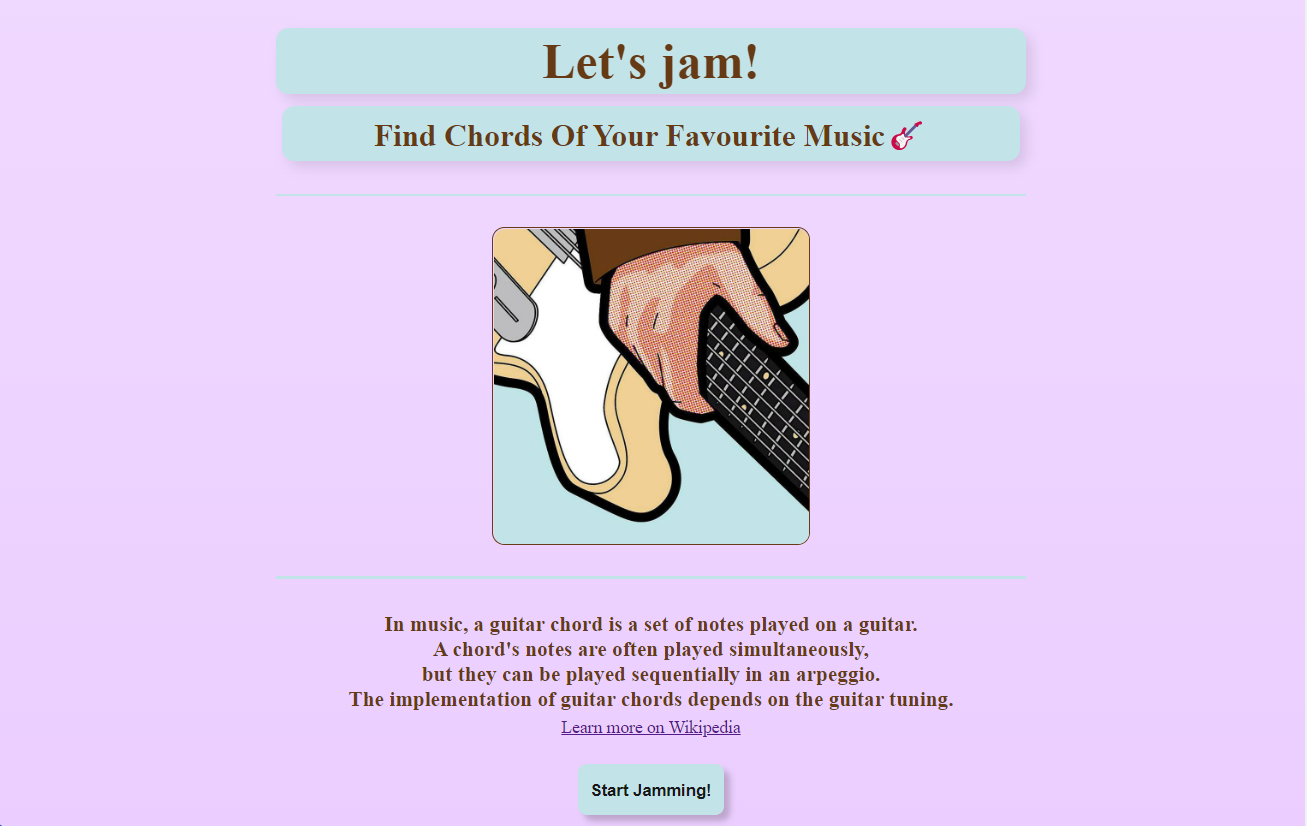 Let's jam!
Find Chords Of Your Favourite Music 🎸
In music, a guitar chord is a set of notes played on a guitar.
A chord's notes are often played simultaneously,
but they can be played sequentially in an arpeggio.
The implementation of guitar chords depends on the guitar tuning.
Learn more on Wikipedia
Start Jamming!